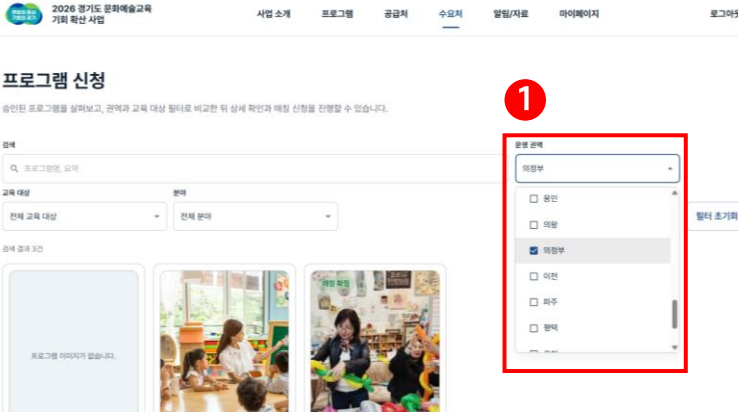 2026 경기도 문화예술교육
기회 확산 사업
사업 소개 프로그램 공급처 수요처 알림/자료 마이페이지 로그아웃
프로그램 신청
승인된 프로그램을 살펴보고, 권역과 교육 대상 필터로 비교한 뒤 상세 확인과 매칭 신청을 진행할 수 있습니다.
1
검색 운영 권역
프로그램명, 요약 의정부
교육 대상 분야
전체 교육 대상 전체 분야 필터 초기화
용인
의왕
의정부
이천
파주
평택
검색 결과 3건
매칭 확정
프로그램 이미지가 없습니다.